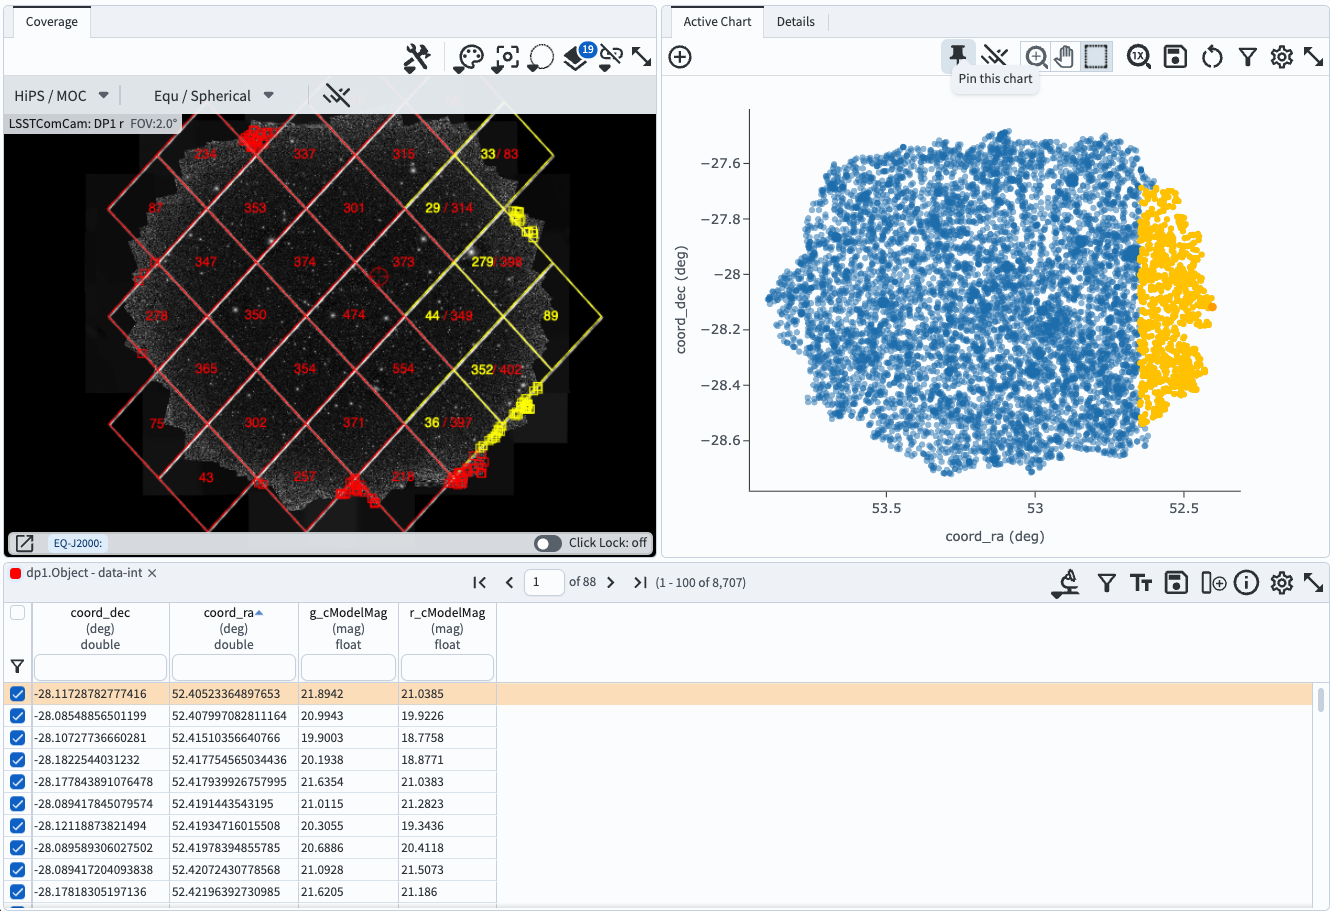 Coverage
19
HiPS / MOC
Equ / Spherical
LSSTComCam: DP1 r FOV:2.0°
234 337 315 33/ 83
87 353 301 29 / 314
347 374 373 279/ 398
278 350 474 44 / 349 89
365 354 554 352/ 402
75 302 371 36 / 397
43 257 218
EQ-J2000:
Click Lock: off
Active Chart
Details
1X
Pin this chart
coord_dec (deg)
−27.6
−27.8
−28
−28.2
−28.4
−28.6
53.5 53 52.5
coord_ra (deg)
dp1.Object - data-int
1 of 88 (1 - 100 of 8,707)
coord_dec coord_ra g_cModelMag r_cModelMag
(deg) (deg) (mag) (mag)
double double float float
-28.11728782777416 52.40523364897653 21.8942 21.0385
-28.08548856501199 52.407997082811164 20.9943 19.9226
-28.10727736660281 52.41510356640766 19.9003 18.7758
-28.1822544031232 52.417754565034436 20.1938 18.8771
-28.177843891076478 52.417939926757995 21.6354 21.0383
-28.089417845079574 52.4191443543195 21.0115 21.2823
-28.12118873821494 52.41934716015508 20.3055 19.3436
-28.089589306027502 52.41978394855785 20.6886 20.4118
-28.089417204093838 52.42072430778568 21.0928 21.5073
-28.17818305197136 52.42196392730985 21.6205 21.186